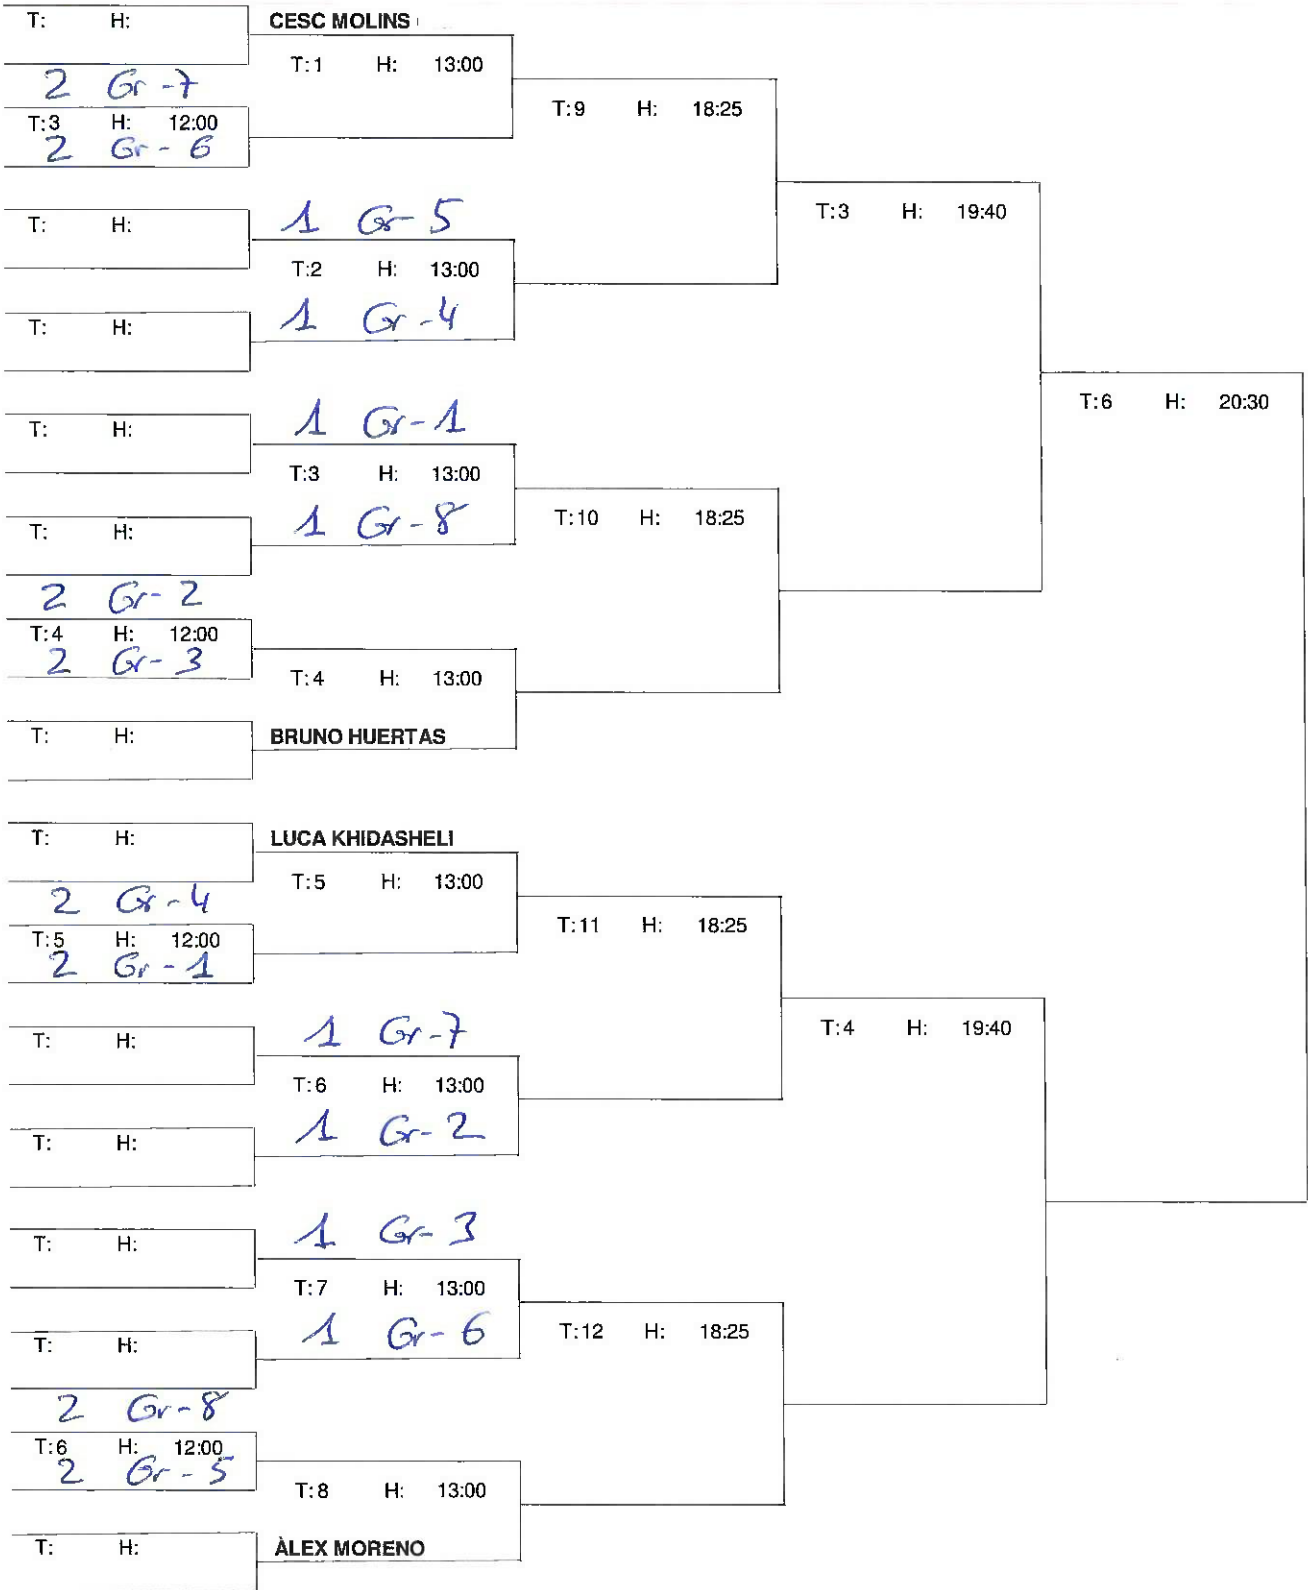 T: H: CESC MOLINS
T:1 H: 13:00
2 Gr-7
T:9 H: 18:25
T:3 H: 12:00
2 Gr-6
T:3 H: 19:40
T: H: 1 Gr-5
T:2 H: 13:00
T: H: 1 Gr-4
T:6 H: 20:30
T: H: 1 Gr-1
T:3 H: 13:00
T: H: 1 Gr-8
T:10 H: 18:25
2 Gr-2
T:4 H: 12:00
2 Gr-3
T:4 H: 13:00
T: H: BRUNO HUERTAS
T: H: LUCA KHIDASHELI
T:5 H: 13:00
2 Gr-4
T:11 H: 18:25
T:5 H: 12:00
2 Gr-1
T: H: 1 Gr-7
T:4 H: 19:40
T:6 H: 13:00
T: H: 1 Gr-2
T: H: 1 Gr-3
T:7 H: 13:00
T: H: 1 Gr-6
T:12 H: 18:25
2 Gr-8
T:6 H: 12:00
2 Gr-5
T:8 H: 13:00
T: H: ÀLEX MORENO